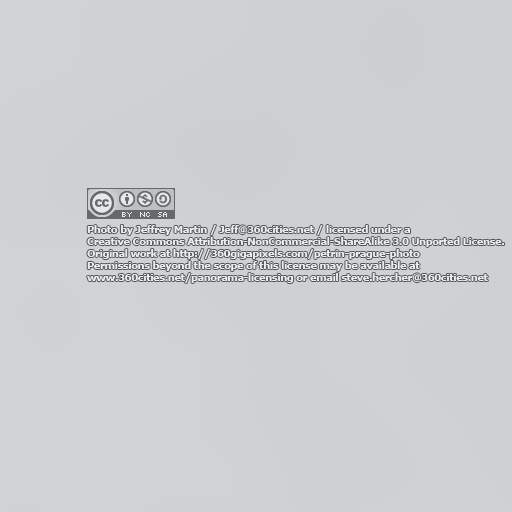 cc BY NC SA
Photo by Jeffrey Martin / Jeff@360cities.net / licensed under a
Creative Commons Attribution-NonCommercial-ShareAlike 3.0 Unported License.
Original work at http://360gigapixels.com/petrin-prague-photo
Permissions beyond the scope of this license may be available at
www.360cities.net/panorama-licensing or email steve.hercher@360cities.net